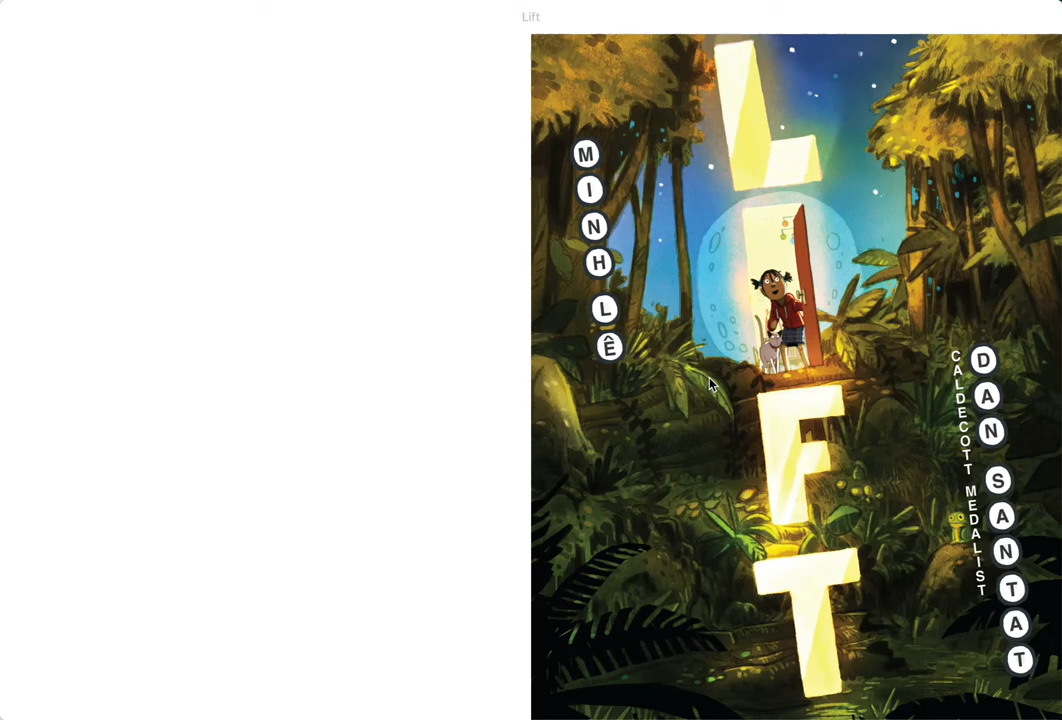 Lift
LIFT
MINH LÊ
CALDECOTT MEDALIST
DAN SANTAT